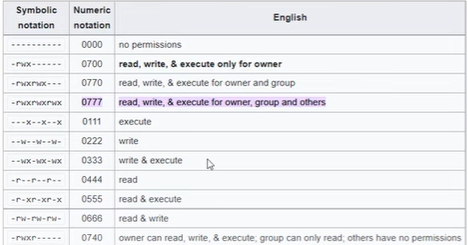 Symbolic notation Numeric notation English
---------- 0000 no permissions
-rwx------ 0700 read, write, & execute only for owner
-rwxrwx--- 0770 read, write, & execute for owner and group
-rwxrwxrwx 0777 read, write, & execute for owner, group and others
---x--x--x 0111 execute
--w--w--w- 0222 write
--wx-wx-wx 0333 write & execute
-r--r--r-- 0444 read
-r-xr-xr-x 0555 read & execute
-rw-rw-rw- 0666 read & write
-rwxr----- 0740 owner can read, write, & execute; group can only read; others have no permissions